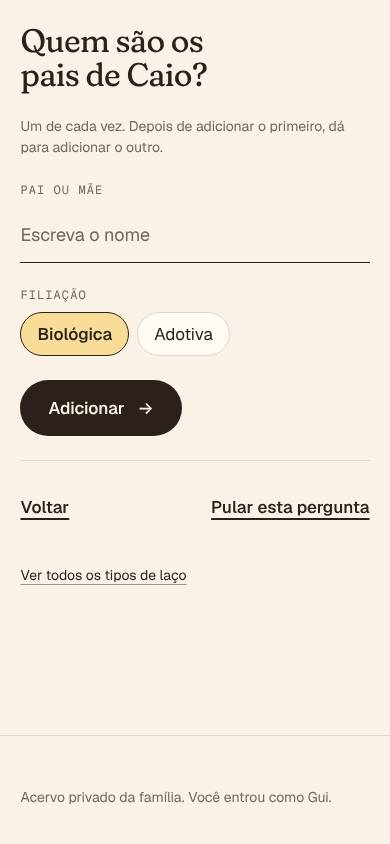 Quem são os
pais de Caio?
Um de cada vez. Depois de adicionar o primeiro, dá
para adicionar o outro.
PAI OU MÃE
Escreva o nome
FILIAÇÃO
Biológica Adotiva
Adicionar →
Voltar Pular esta pergunta
Ver todos os tipos de laço
Acervo privado da família. Você entrou como Gui.